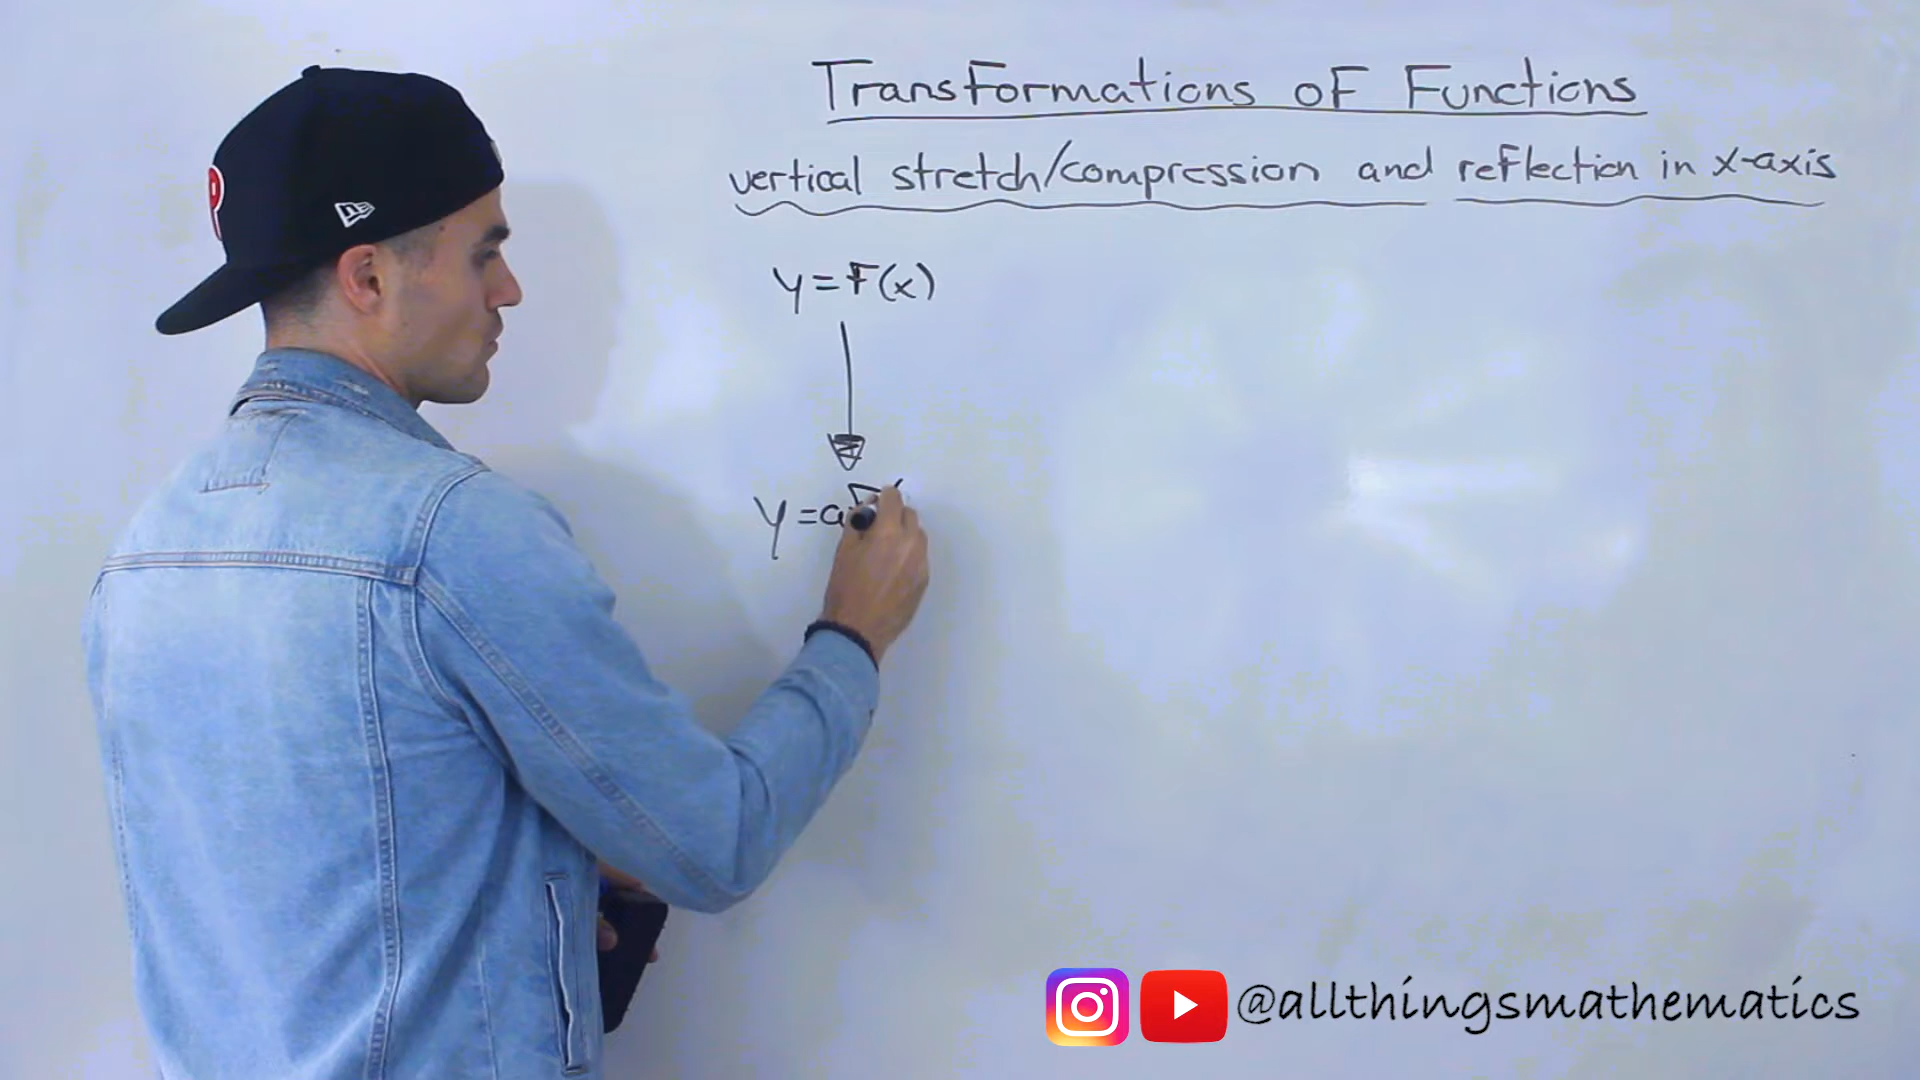 Transformations of Functions
vertical stretch/compression and reflection in x-axis
y=f(x)
y=a
@allthingsmathematics
P